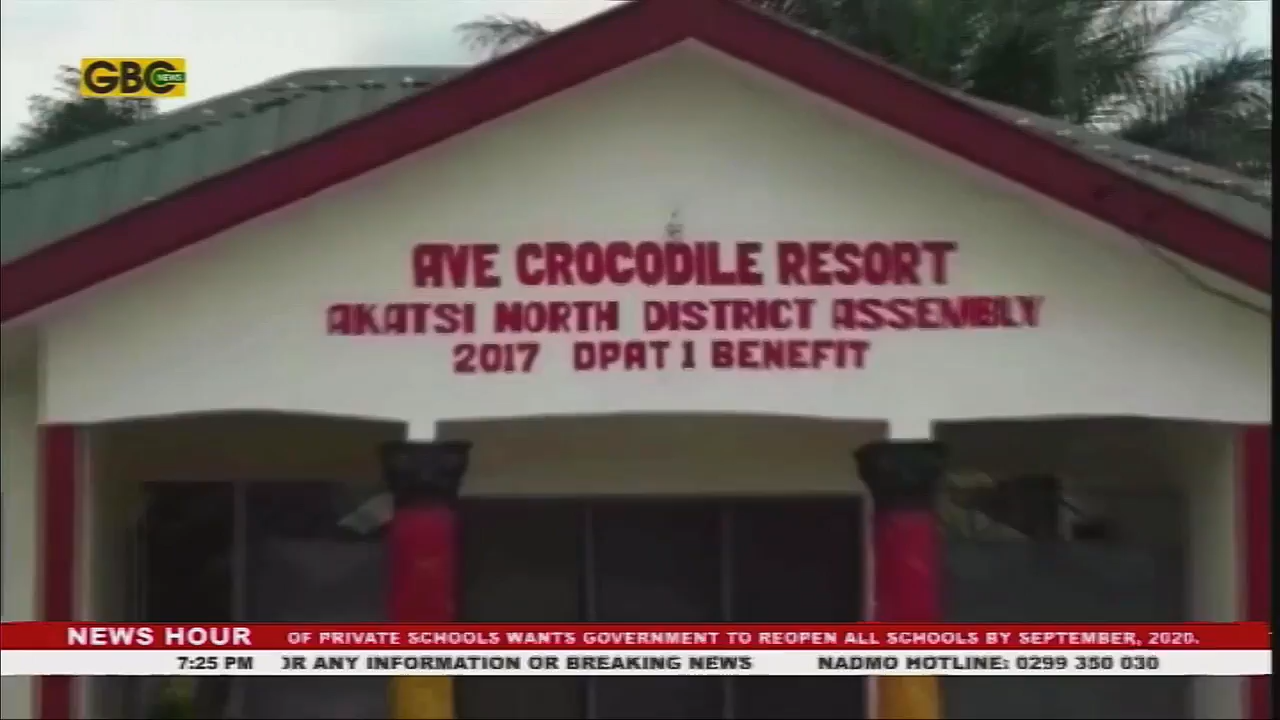 GBC NEWS
AVE CROCODILE RESORT
AKATSI NORTH DISTRICT ASSEMBLY
2017 DPAT 1 BENEFIT
NEWS HOUR OF PRIVATE SCHOOLS WANTS GOVERNMENT TO REOPEN ALL SCHOOLS BY SEPTEMBER, 2020.
7:25 PM OR ANY INFORMATION OR BREAKING NEWS NADMO HOTLINE: 0299 350 030